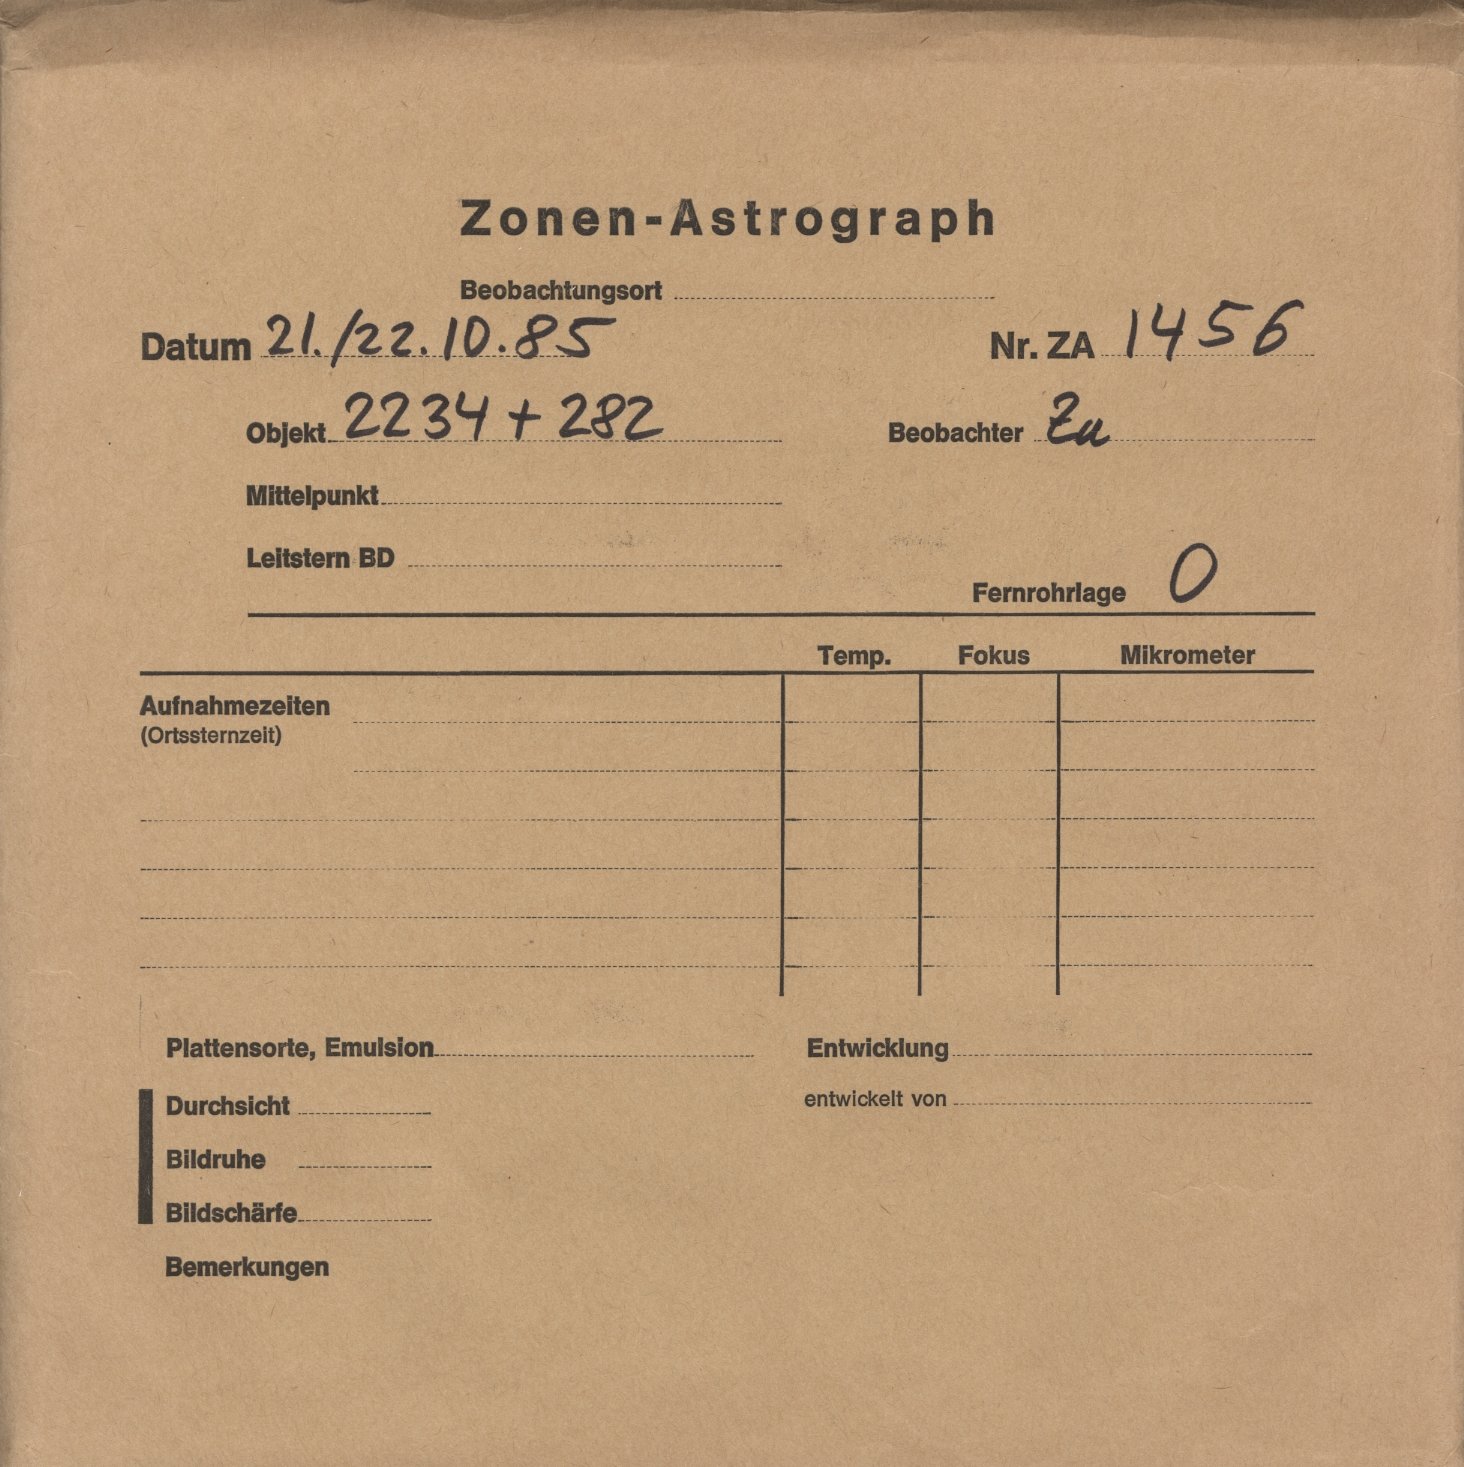 Zonen-Astrograph
Beobachtungsort
Datum 21./22.10.85 Nr. ZA 1456
Objekt 2234 + 282 Beobachter Zu
Mittelpunkt
Leitstern BD
Fernrohrlage O
Temp. Fokus Mikrometer
Aufnahmezeiten
(Ortssternzeit)
Plattensorte, Emulsion Entwicklung
Durchsicht entwickelt von
Bildruhe
Bildschärfe
Bemerkungen